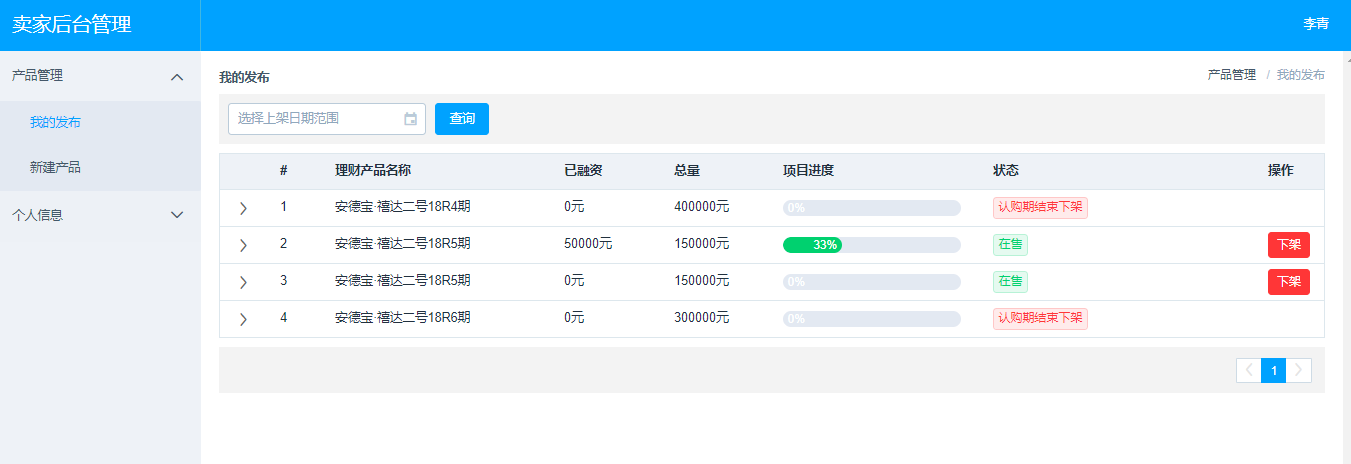 卖家后台管理 李青
产品管理
我的发布
新建产品
个人信息
我的发布 产品管理 / 我的发布
选择上架日期范围 查询
# 理财产品名称 已融资 总量 项目进度 状态 操作
1 安德宝·禧达二号18R4期 0元 400000元 0% 认购期结束下架
2 安德宝·禧达二号18R5期 50000元 150000元 33% 在售 下架
3 安德宝·禧达二号18R5期 0元 150000元 0% 在售 下架
4 安德宝·禧达二号18R6期 0元 300000元 0% 认购期结束下架
1